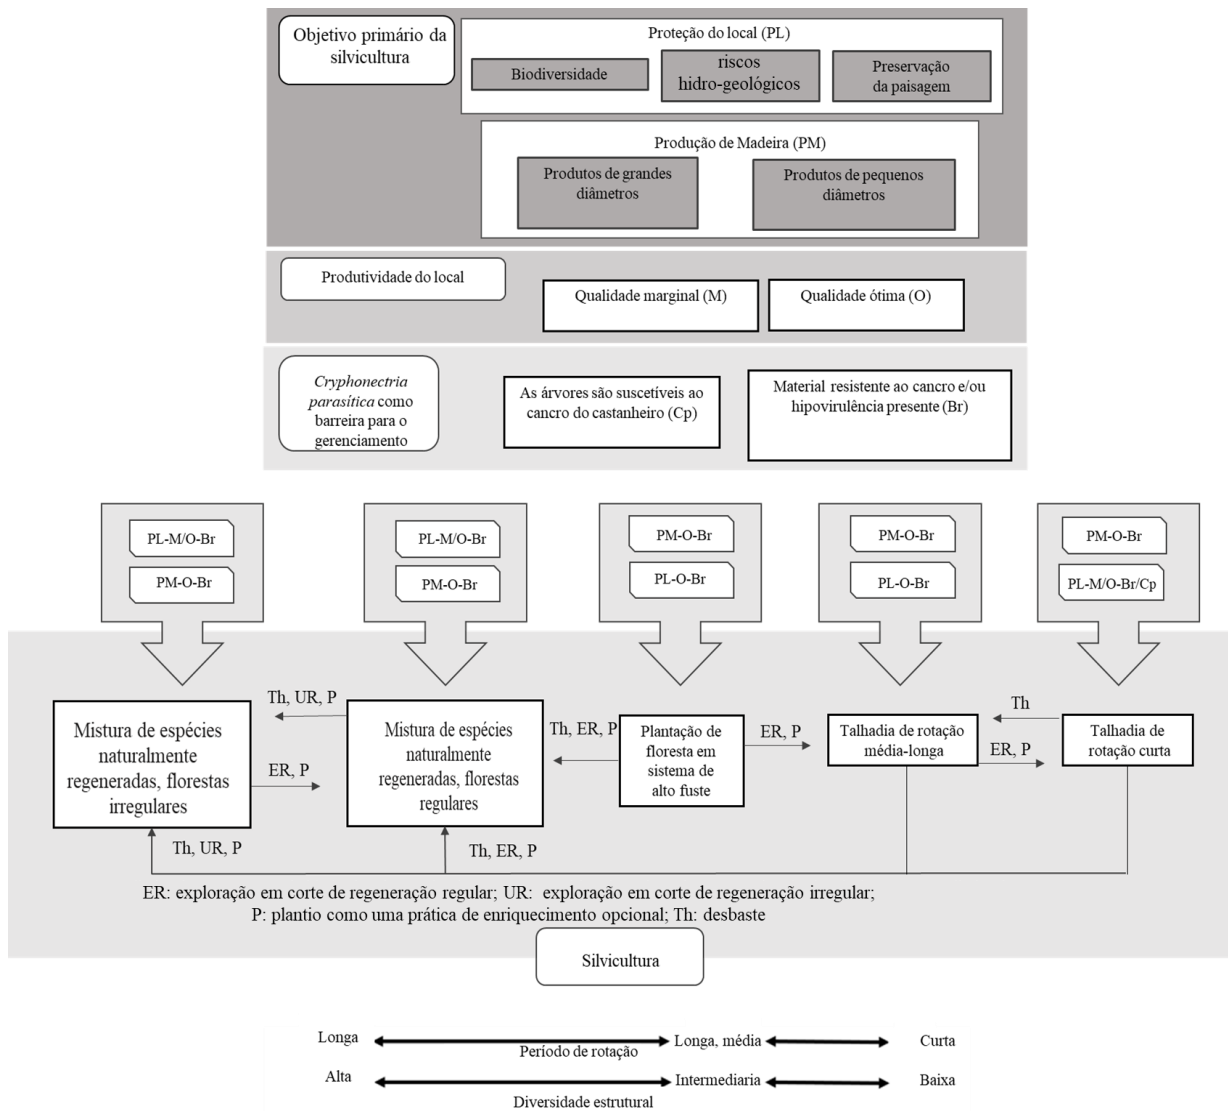 Objetivo primário da
silvicultura
Proteção do local (PL)
Biodiversidade
riscos
hidro-geológicos
Preservação
da paisagem
Produção de Madeira (PM)
Produtos de grandes
diâmetros
Produtos de pequenos
diâmetros
Produtividade do local
Qualidade marginal (M)
Qualidade ótima (O)
Cryphonectria
parasítica como
barreira para o
gerenciamento
As árvores são suscetíveis ao
cancro do castanheiro (Cp)
Material resistente ao cancro e/ou
hipovirulência presente (Br)
PL-M/O-Br
PM-O-Br
PL-M/O-Br
PM-O-Br
PM-O-Br
PL-O-Br
PM-O-Br
PL-O-Br
PM-O-Br
PL-M/O-Br/Cp
Mistura de espécies
naturalmente
regeneradas, florestas
irregulares
Th, UR, P
ER, P
Mistura de espécies
naturalmente
regeneradas, florestas
regulares
Th, ER, P
Plantação de
floresta em
sistema de
alto fuste
ER, P
Talhadia de rotação
média-longa
Th
ER, P
Talhadia de
rotação curta
Th, UR, P
Th, ER, P
ER: exploração em corte de regeneração regular; UR: exploração em corte de regeneração irregular;
P: plantio como uma prática de enriquecimento opcional; Th: desbaste
Silvicultura
Longa
Período de rotação
Longa, média
Curta
Alta
Diversidade estrutural
Intermediaria
Baixa